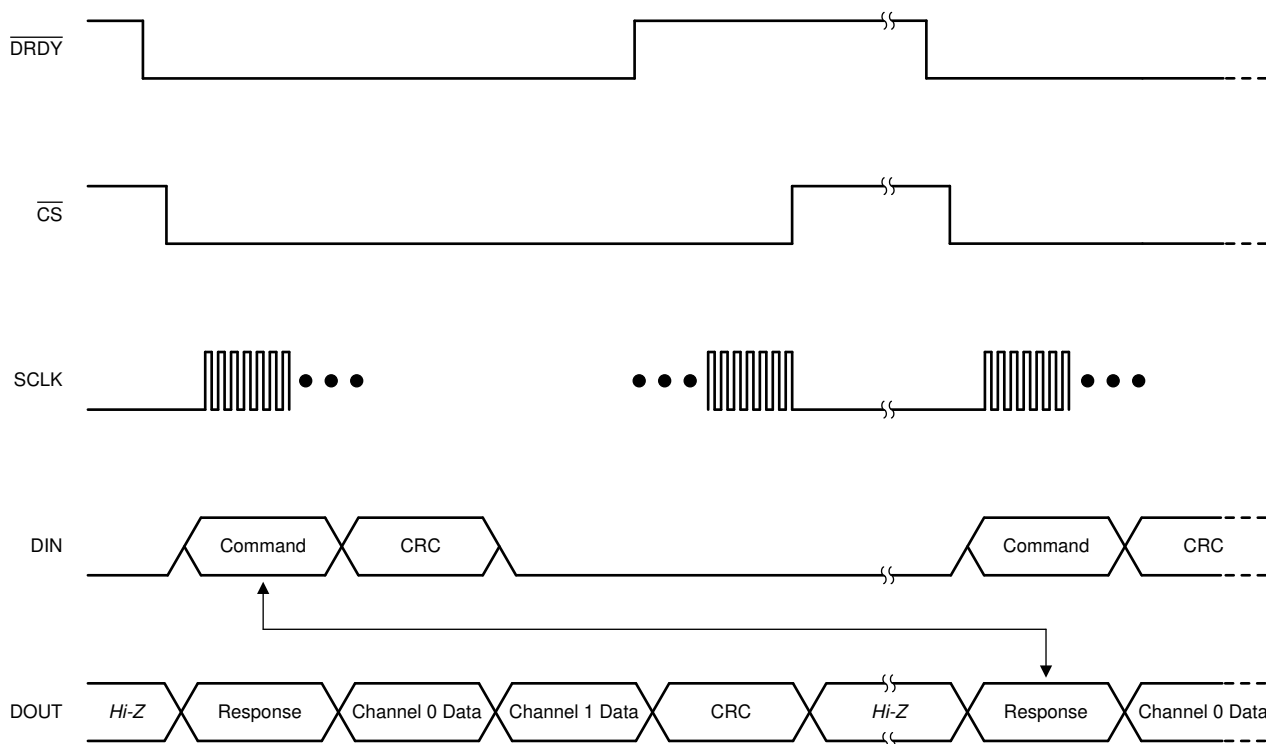 DRDY
CS
SCLK
DIN Command CRC Command CRC
DOUT Hi-Z Response Channel 0 Data Channel 1 Data CRC Hi-Z Response Channel 0 Data